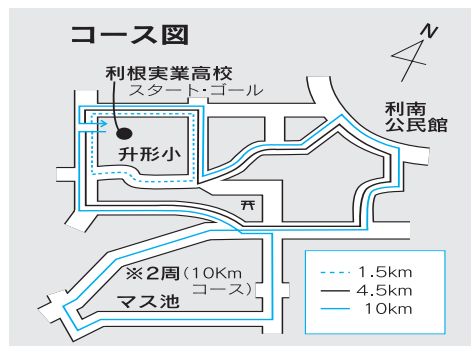 コース図
N
利根実業高校
スタート・ゴール
利南
公民館
升形小
※2周(10Km
コース)
マス池
1.5km
4.5km
10km